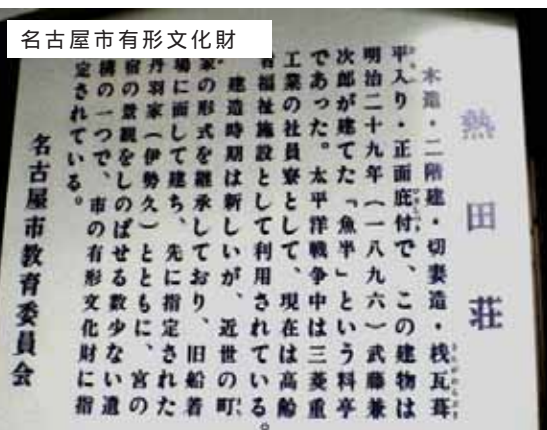 名古屋市有形文化財
熱田荘
木造・二階建・切妻造・桟瓦葺
平入り・正面庇付で、この建物は
明治二十九年(一八九六)武藤兼
次郎が建てた「魚半」という料亭
であった。太平洋戦争中は三菱重
工業の社員寮として、現在は高齢
者福祉施設として利用されている。
建造時期は新しいが、近世の町
家の形式を継承しており、旧船着
場に面して建ち、先に指定された
丹羽家(伊勢久)とともに、宮の
宿の景観をしのばせる数少ない遺
構の一つで、市の有形文化財に指
定されている。
名古屋市教育委員会